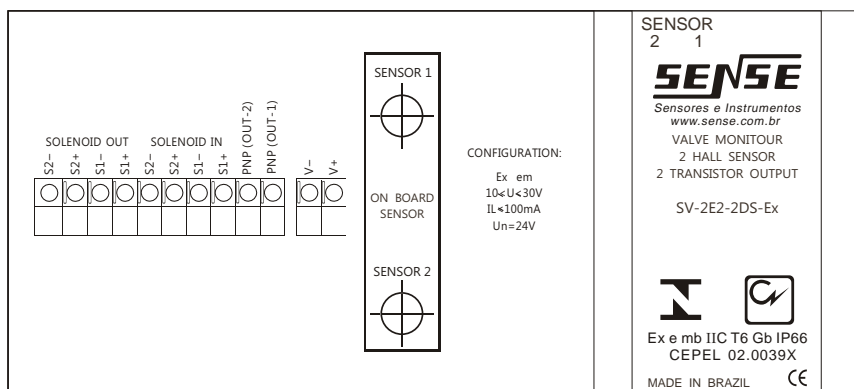 SOLENOID OUT SOLENOID IN
S2−
S2+
S1−
S1+
S2−
S2+
S1−
S1+
PNP (OUT-2)
PNP (OUT-1)
V−
V+
SENSOR 1
ON BOARD
SENSOR
SENSOR 2
CONFIGURATION:
Ex em
10≤U≤30V
IL≤100mA
Un=24V
SENSOR
2 1
SENSE
Sensores e Instrumentos
www.sense.com.br
VALVE MONITOUR
2 HALL SENSOR
2 TRANSISTOR OUTPUT
SV-2E2-2DS-Ex
Ex e mb IIC T6 Gb IP66
CEPEL 02.0039X
MADE IN BRAZIL CE